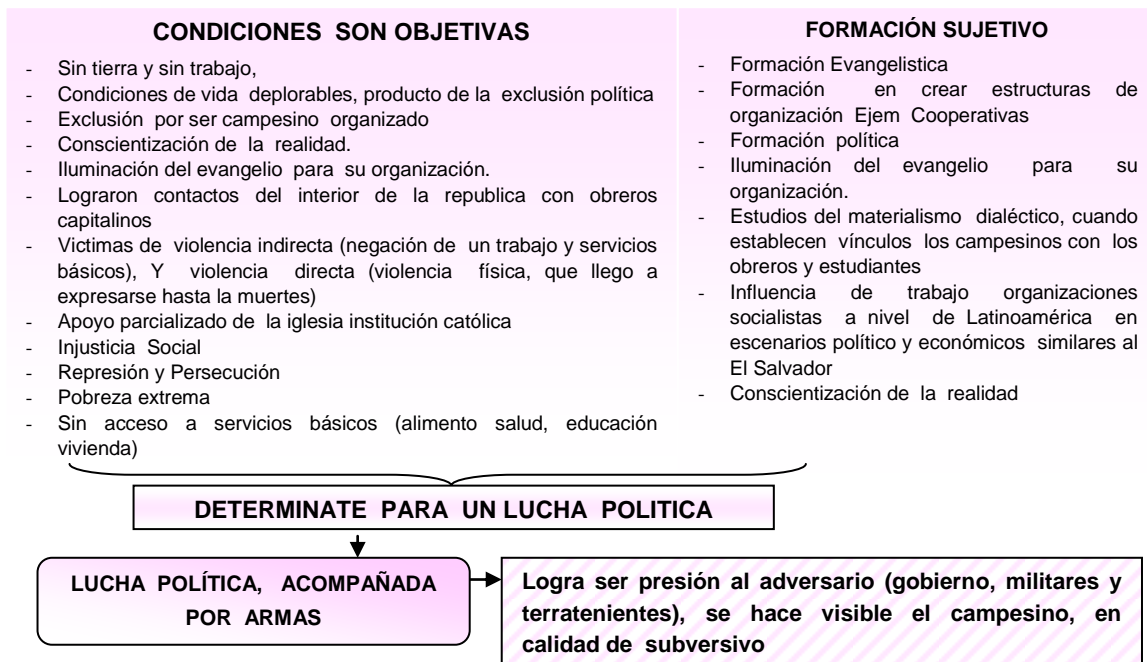 CONDICIONES SON OBJETIVAS
- Sin tierra y sin trabajo,
- Condiciones de vida deplorables, producto de la exclusión política
- Exclusión por ser campesino organizado
- Conscientización de la realidad.
- Iluminación del evangelio para su organización.
- Lograron contactos del interior de la republica con obreros
capitalinos
- Victimas de violencia indirecta (negación de un trabajo y servicios
básicos), Y violencia directa (violencia física, que llego a
expresarse hasta la muertes)
- Apoyo parcializado de la iglesia institución católica
- Injusticia Social
- Represión y Persecución
- Pobreza extrema
- Sin acceso a servicios básicos (alimento salud, educación
vivienda)
FORMACIÓN SUJETIVO
- Formación Evangelistica
- Formación en crear estructuras de
organización Ejem Cooperativas
- Formación política
- Iluminación del evangelio para su
organización.
- Estudios del materialismo dialéctico, cuando
establecen vínculos los campesinos con los
obreros y estudiantes
- Influencia de trabajo organizaciones
socialistas a nivel de Latinoamérica en
escenarios político y económicos similares al
El Salvador
- Conscientización de la realidad
DETERMINATE PARA UN LUCHA POLITICA
LUCHA POLÍTICA, ACOMPAÑADA
POR ARMAS
Logra ser presión al adversario (gobierno, militares y
terratenientes), se hace visible el campesino, en
calidad de subversivo